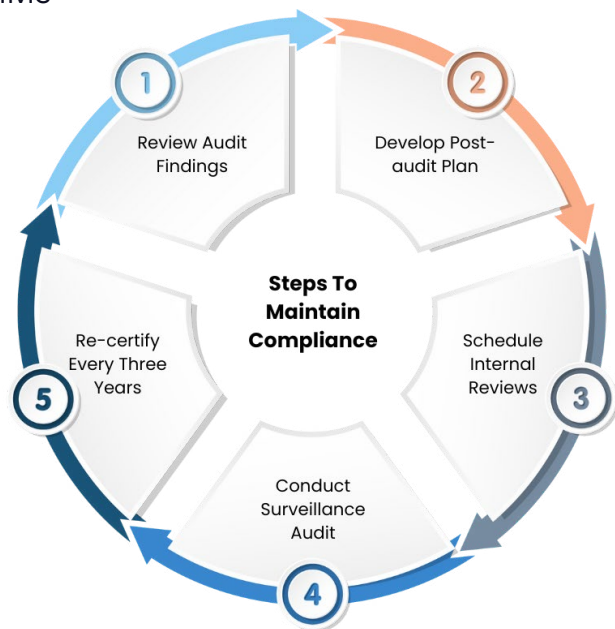 1
Review Audit
Findings
2
Develop Post-
audit Plan
Steps To
Maintain
Compliance
Schedule
Internal
Reviews
3
Conduct
Surveillance
Audit
4
Re-certify
Every Three
Years
5